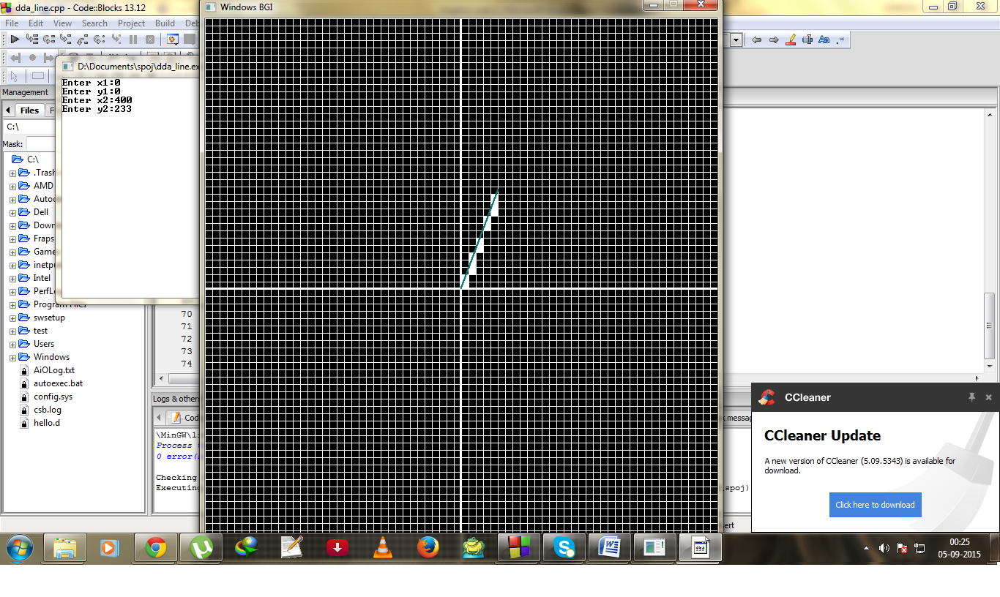 dda_line.cpp - Code::Blocks 13.12
Windows BGI
File Edit View Search Project Build Deb
D:\Documents\spoj\dda_line.ex
Enter x1:0
Enter y1:0
Enter x2:400
Enter y2:233
Management
Files F
C:\
Mask:
C:\
.Trash
AMD
Autod
Dell
Down
Fraps
Game
inetpu
Intel
PerfLo
Program Files
swsetup
test
Users
Windows
AiOLog.txt
autoexec.bat
config.sys
csb.log
hello.d
70
71
72
73
74
Logs & others
Cod
k messag
\MinGW\li
Process t
0 error(s
Checking
Executing
spoj)
ert
CCleaner
CCleaner Update
A new version of CCleaner (5.09.5343) is available for
download.
Click here to download
00:25
05-09-2015